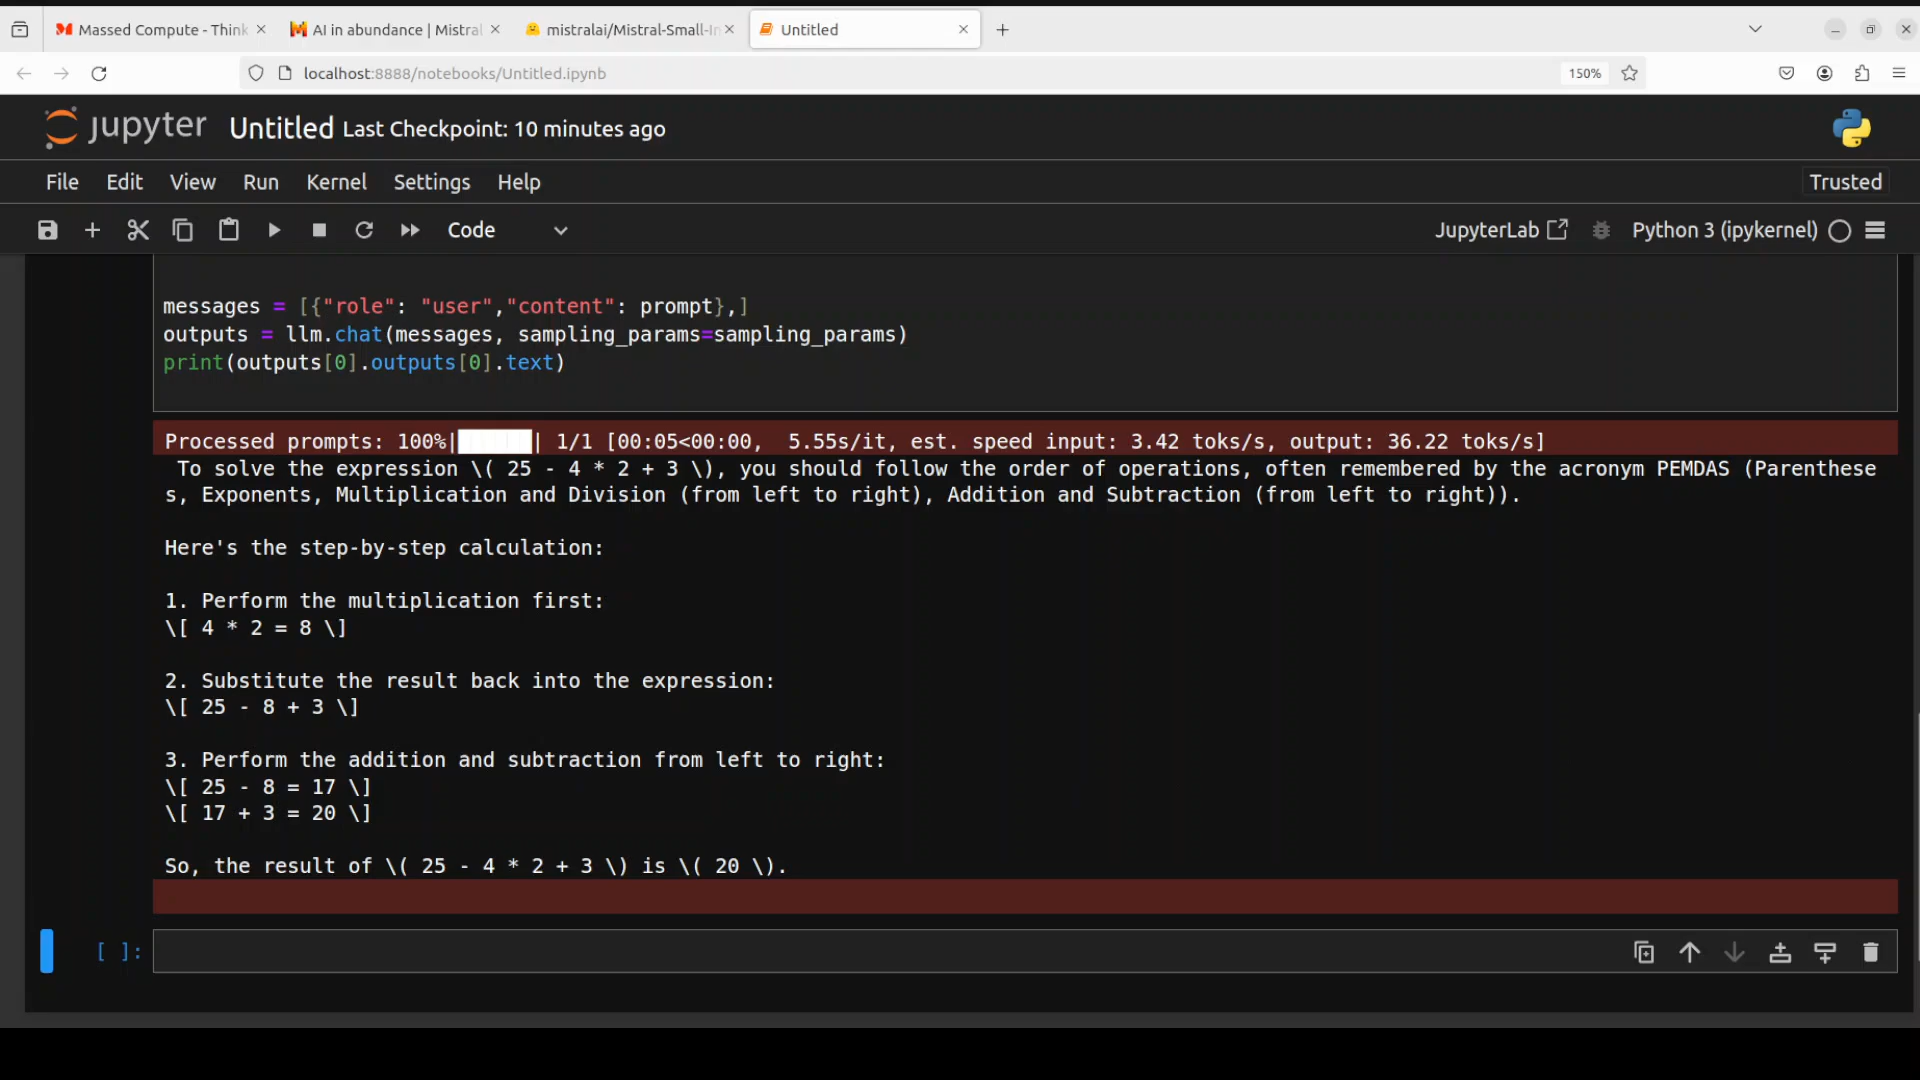 Massed Compute - Think
AI in abundance | Mistral
mistralai/Mistral-Small-In
Untitled
localhost:8888/notebooks/Untitled.ipynb
150%
jupyter
Untitled Last Checkpoint: 10 minutes ago
File Edit View Run Kernel Settings Help
Trusted
Code
JupyterLab
Python 3 (ipykernel)
messages = [{"role": "user","content": prompt},]
outputs = llm.chat(messages, sampling_params=sampling_params)
print(outputs[0].outputs[0].text)
Processed prompts: 100%|██████| 1/1 [00:05<00:00,  5.55s/it, est. speed input: 3.42 toks/s, output: 36.22 toks/s]
To solve the expression \( 25 - 4 * 2 + 3 \), you should follow the order of operations, often remembered by the acronym PEMDAS (Parenthese
s, Exponents, Multiplication and Division (from left to right), Addition and Subtraction (from left to right)).
Here's the step-by-step calculation:
1. Perform the multiplication first:
\[ 4 * 2 = 8 \]
2. Substitute the result back into the expression:
\[ 25 - 8 + 3 \]
3. Perform the addition and subtraction from left to right:
\[ 25 - 8 = 17 \]
\[ 17 + 3 = 20 \]
So, the result of \( 25 - 4 * 2 + 3 \) is \( 20 \).
[ ]: